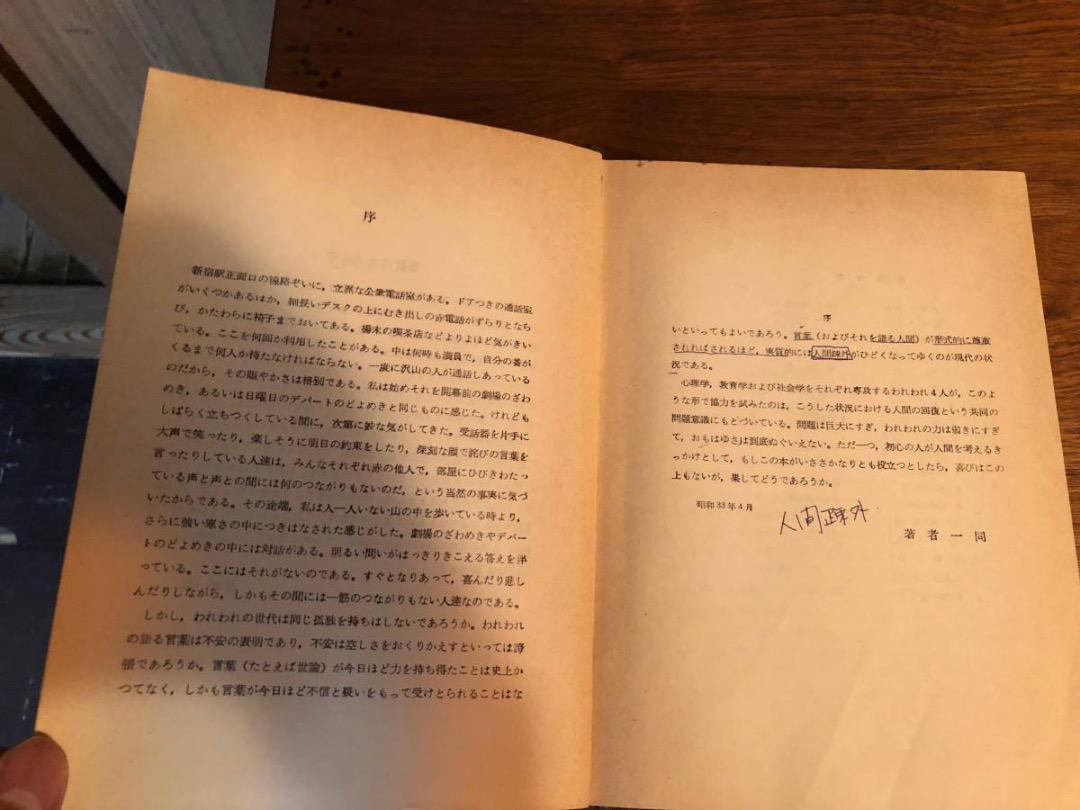 序
新宿駅正面口の線路ぞいに，立派な公衆電話室がある。ドアつきの通話室
がいくつかあるほか，細長いデスクの上にむき出しの赤電話がずらりとなら
び，かたわらに椅子までおいてある。場末の喫茶店などよりよほど気がきい
ている。ここを何回か利用したことがある。中は何時も満員で，自分の番が
くるまで何人か待たなければならない。一度に沢山の人が通話しあっている
のだから，その賑やかさは格別である。私は始めそれを開幕前の劇場のざわ
めき，あるいは日曜日のデパートのどよめきと同じものに感じた。けれども
しばらく立ちつくしている間に，次第に妙な気がしてきた。受話器を片手に
大声で笑ったり，楽しそうに明日の約束をしたり，深刻な顔で詫びの言葉を
言ったりしている人達は，みんなそれぞれ赤の他人で，部屋にひびきわたっ
ている声と声との間には何のつながりもないのだ，という当然の事実に気づ
いたからである。その途端，私は人一人いない山の中を歩いている時より，
さらに強い寒さの中につきはなされた感じがした。劇場のざわめきやデパー
トのどよめきの中には対話がある。明るい問いがはっきりきこえる答えを伴
っている。ここにはそれがないのである。すぐとなりあって，喜んだり悲し
んだりしながら，しかもその間には一筋のつながりもない人達なのである。
しかし，われわれの世代は同じ孤独を持ちはしないであろうか。われわれ
の語る言葉は不安の表明であり，不安は空しさをおくりかえすといっては誇
張であろうか。言葉（たとえば世論）が今日ほど力を持ち得たことは史上か
つてなく，しかも言葉が今日ほど不信と疑いをもって受けとられることはな
序
いといってもよいであろう。言葉（およびそれを語る人間）が形式的に尊重
されればされるほど，実質的には人間疎外がひどくなってゆくのが現代の状
況である。
心理学，教育学および社会学をそれぞれ専攻するわれわれ4人が，このよ
うな形で協力を試みたのは，こうした状況における人間の回復という共同の
問題意識にもとづいている。問題は巨大にすぎ，われわれの力は弱きにすぎ
て，おもはゆさは到底ぬぐいえない。ただ一つ，初心の人が人間を考えるき
っかけとして，もしこの本がいささかなりとも役立つとしたら，喜びはこの
上もないが，果してどうであろうか。
昭和33年4月
人間疎外
著者一同